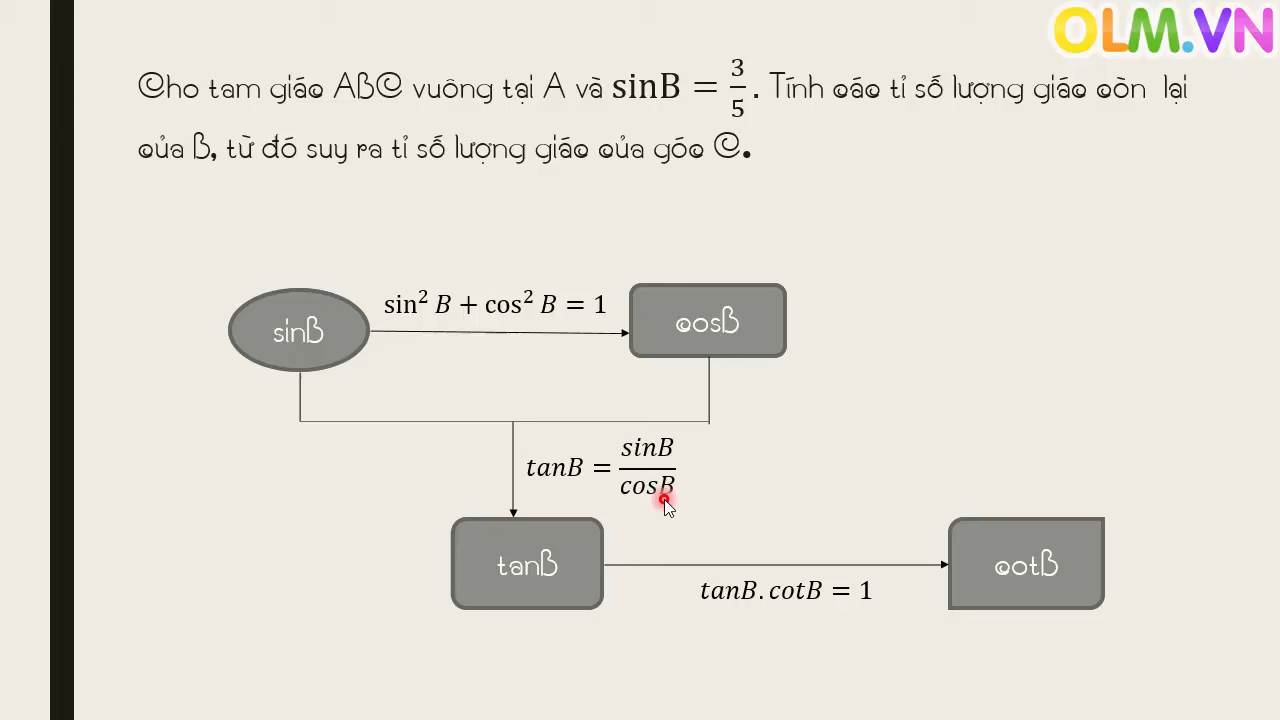 OLM.VN
Cho tam giác ABC vuông tại A và sinB = 3/5. Tính các tỉ số lượng giác còn lại
của B, từ đó suy ra tỉ số lượng giác của góc C.
sin² B + cos² B = 1
sinB
cosB
tanB = sinB/cosB
tanB
cotB
tanB.cotB = 1